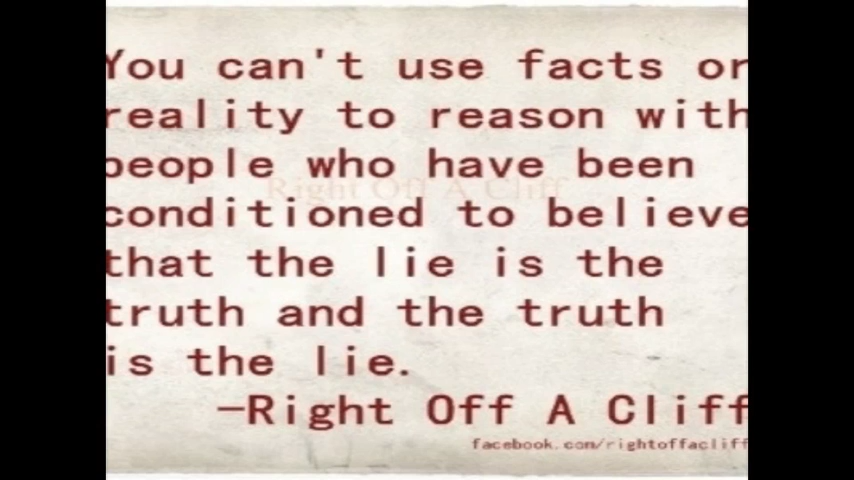 You can't use facts or
reality to reason with
people who have been
Right Off A Cliff
conditioned to believe
that the lie is the
truth and the truth
is the lie.
-Right Off A Cliff
facebook.com/rightoffacliff